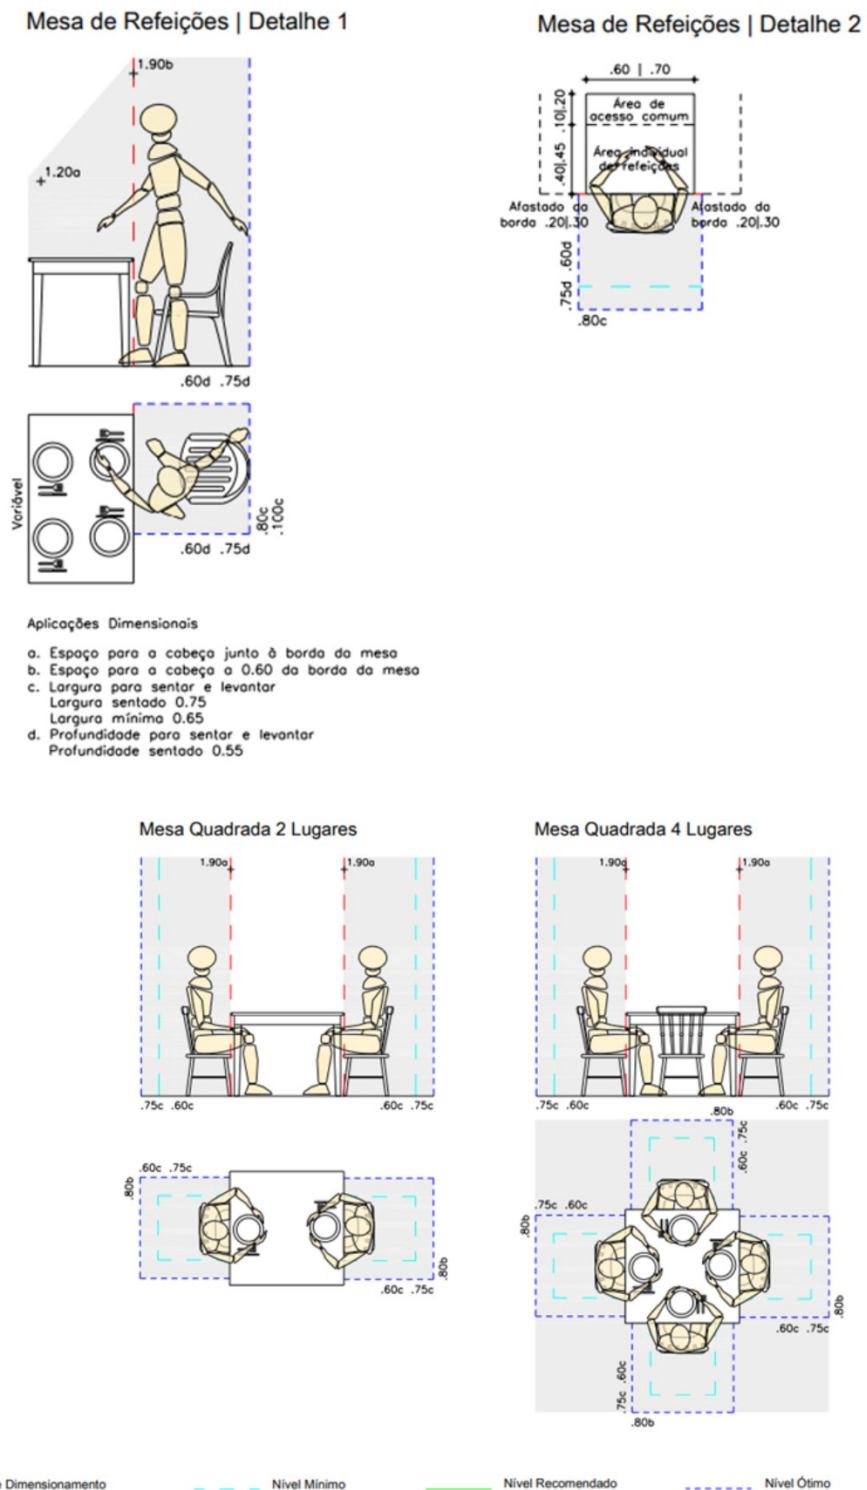 Mesa de Refeições | Detalhe 1
1.90b
1.20a
.60d .75d
Variável
.80c
.100c
.60d .75d
Mesa de Refeições | Detalhe 2
.60 | .70
.10|.20
Área de
acesso comum
.40|.45
Área individual
de refeições
Afastado da
borda .20|.30
Afastado da
borda .20|.30
.75d .60d
.80c
Aplicações Dimensionais
a. Espaço para a cabeça junto à borda da mesa
b. Espaço para a cabeça a 0.60 da borda da mesa
c. Largura para sentar e levantar
Largura sentado 0.75
Largura mínima 0.65
d. Profundidade para sentar e levantar
Profundidade sentado 0.55
Mesa Quadrada 2 Lugares
1.90a
1.90a
.75c .60c
.60c .75c
.60c .75c
.80b
.80b
.60c .75c
Mesa Quadrada 4 Lugares
1.90a
1.90a
.75c .60c
.60c .75c
.80b
.60c .75c
.75c .60c
.80b
.80b
.60c .75c
.75c .60c
.80b
Dimensionamento
Nível Mínimo
Nível Recomendado
Nível Ótimo